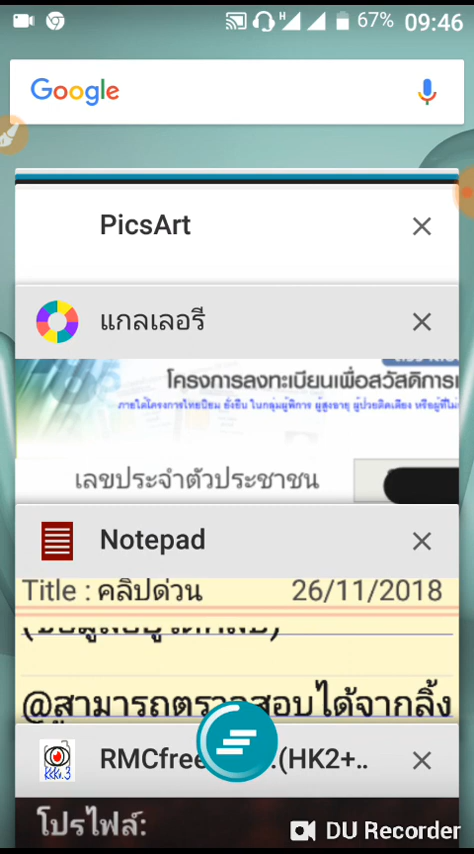 H 67% 09:46
Google
PicsArt
แกลเลอรี
โครงการลงทะเบียนเพื่อสวัสดิการ
ภายใต้โครงการไทยนิยม ยั่งยืน ในกลุ่มผู้พิการ ผู้สูงอายุ ผู้ป่วยติดเตียง หรือผู้ที่ไม่
เลขประจำตัวประชาชน
Notepad
Title : คลิปด่วน 26/11/2018
@สามารถตรวจสอบได้จากลิ้ง
RMCfree (HK2+..
โปรไฟล์:
DU Recorder